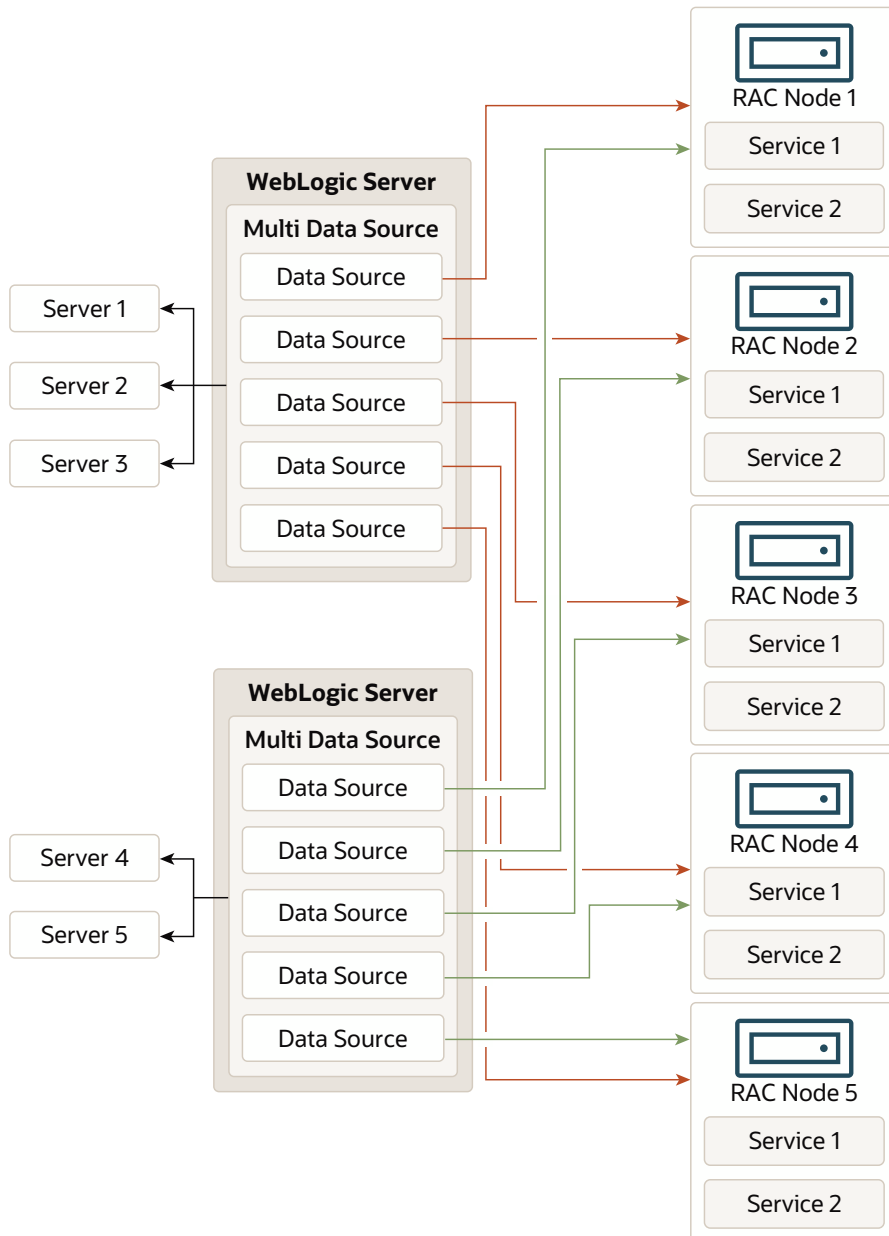 WebLogic Server
Multi Data Source
Data Source
Data Source
Data Source
Data Source
Data Source
Server 1
Server 2
Server 3
WebLogic Server
Multi Data Source
Data Source
Data Source
Data Source
Data Source
Data Source
Server 4
Server 5
RAC Node 1
Service 1
Service 2
RAC Node 2
Service 1
Service 2
RAC Node 3
Service 1
Service 2
RAC Node 4
Service 1
Service 2
RAC Node 5
Service 1
Service 2